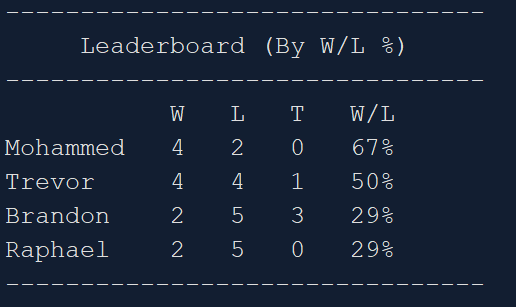 --------------------------------
Leaderboard (By W/L %)
--------------------------------
W L T W/L
Mohammed 4 2 0 67%
Trevor 4 4 1 50%
Brandon 2 5 3 29%
Raphael 2 5 0 29%
--------------------------------